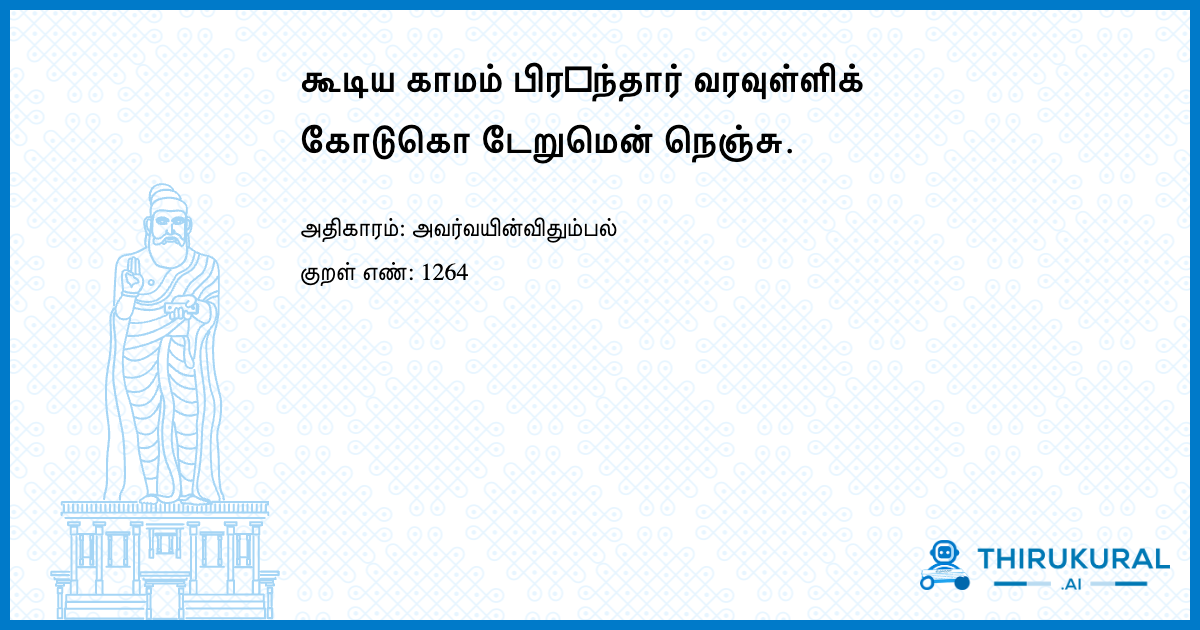 கூடிய காமம் பிர□ந்தார் வரவுள்ளிக்
கோடுகொ டேறுமென் நெஞ்சு.
அதிகாரம்: அவர்வயின்விதும்பல்
குறள் எண்: 1264
THIRUKURAL
.AI